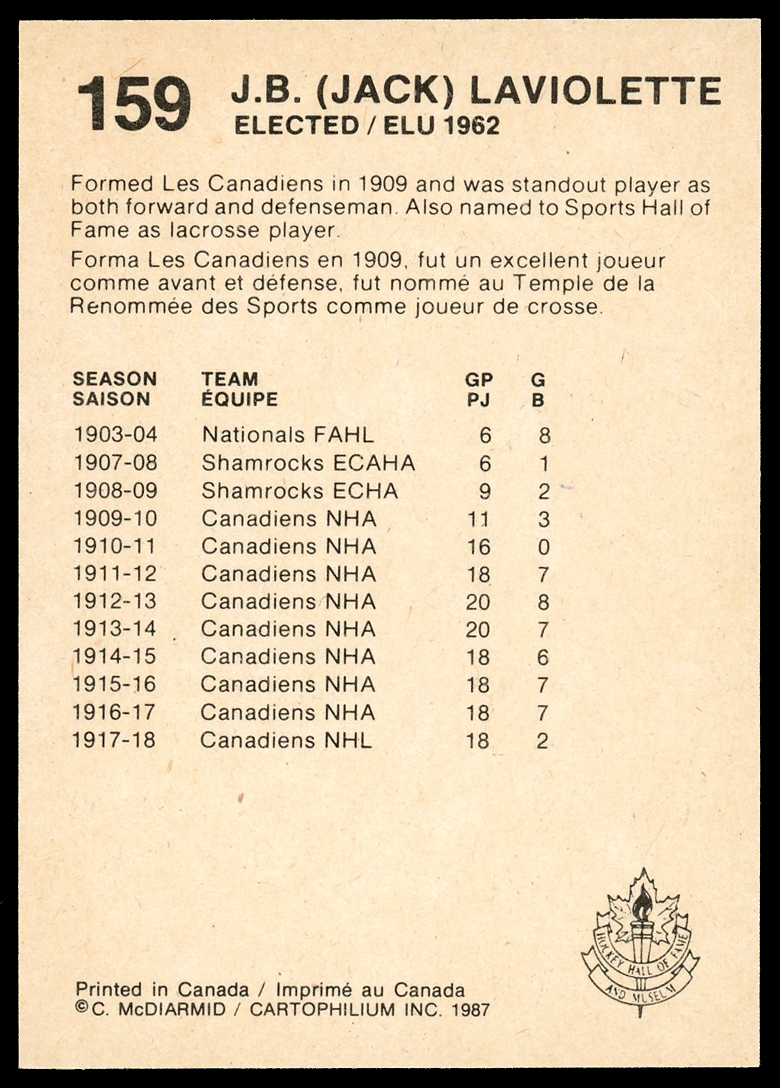 159 J.B. (JACK) LAVIOLETTE
ELECTED / ELU 1962
Formed Les Canadiens in 1909 and was standout player as
both forward and defenseman. Also named to Sports Hall of
Fame as lacrosse player.
Forma Les Canadiens en 1909, fut un excellent joueur
comme avant et défense, fut nommé au Temple de la
Renommée des Sports comme joueur de crosse.
SEASON TEAM GP G
SAISON ÉQUIPE PJ B
1903-04 Nationals FAHL 6 8
1907-08 Shamrocks ECAHA 6 1
1908-09 Shamrocks ECHA 9 2
1909-10 Canadiens NHA 11 3
1910-11 Canadiens NHA 16 0
1911-12 Canadiens NHA 18 7
1912-13 Canadiens NHA 20 8
1913-14 Canadiens NHA 20 7
1914-15 Canadiens NHA 18 6
1915-16 Canadiens NHA 18 7
1916-17 Canadiens NHA 18 7
1917-18 Canadiens NHL 18 2
HOCKEY HALL OF FAME
AND MUSEUM
Printed in Canada / Imprimé au Canada
©C. McDIARMID / CARTOPHILIUM INC. 1987